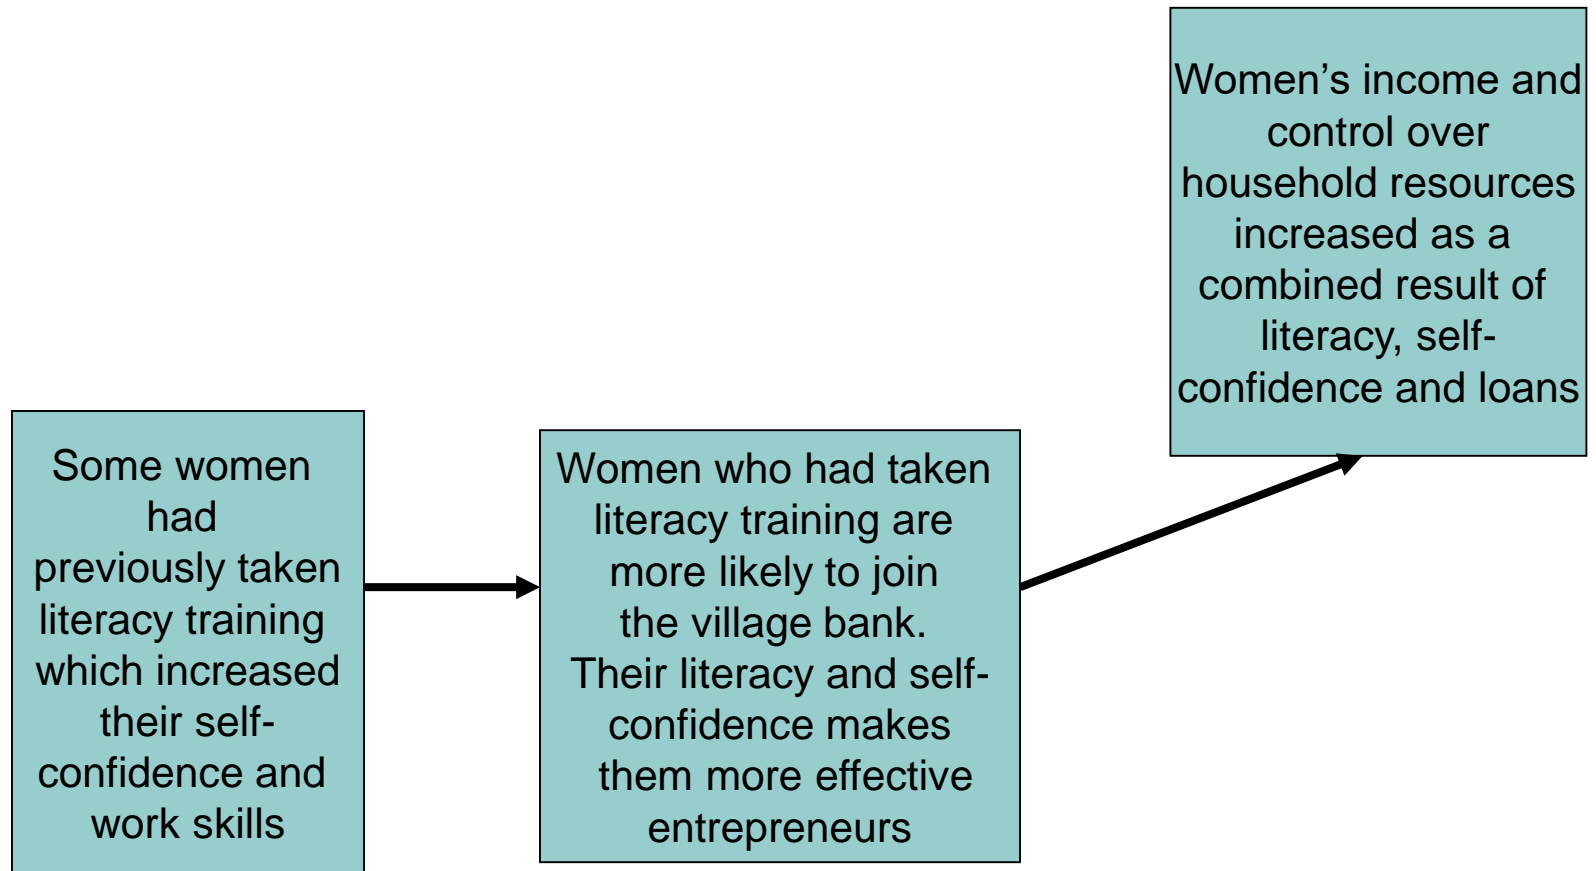 Some women
had
previously taken
literacy training
which increased
their self-
confidence and
work skills
Women who had taken
literacy training are
more likely to join
the village bank.
Their literacy and self-
confidence makes
them more effective
entrepreneurs
Women’s income and
control over
household resources
increased as a
combined result of
literacy, self-
confidence and loans